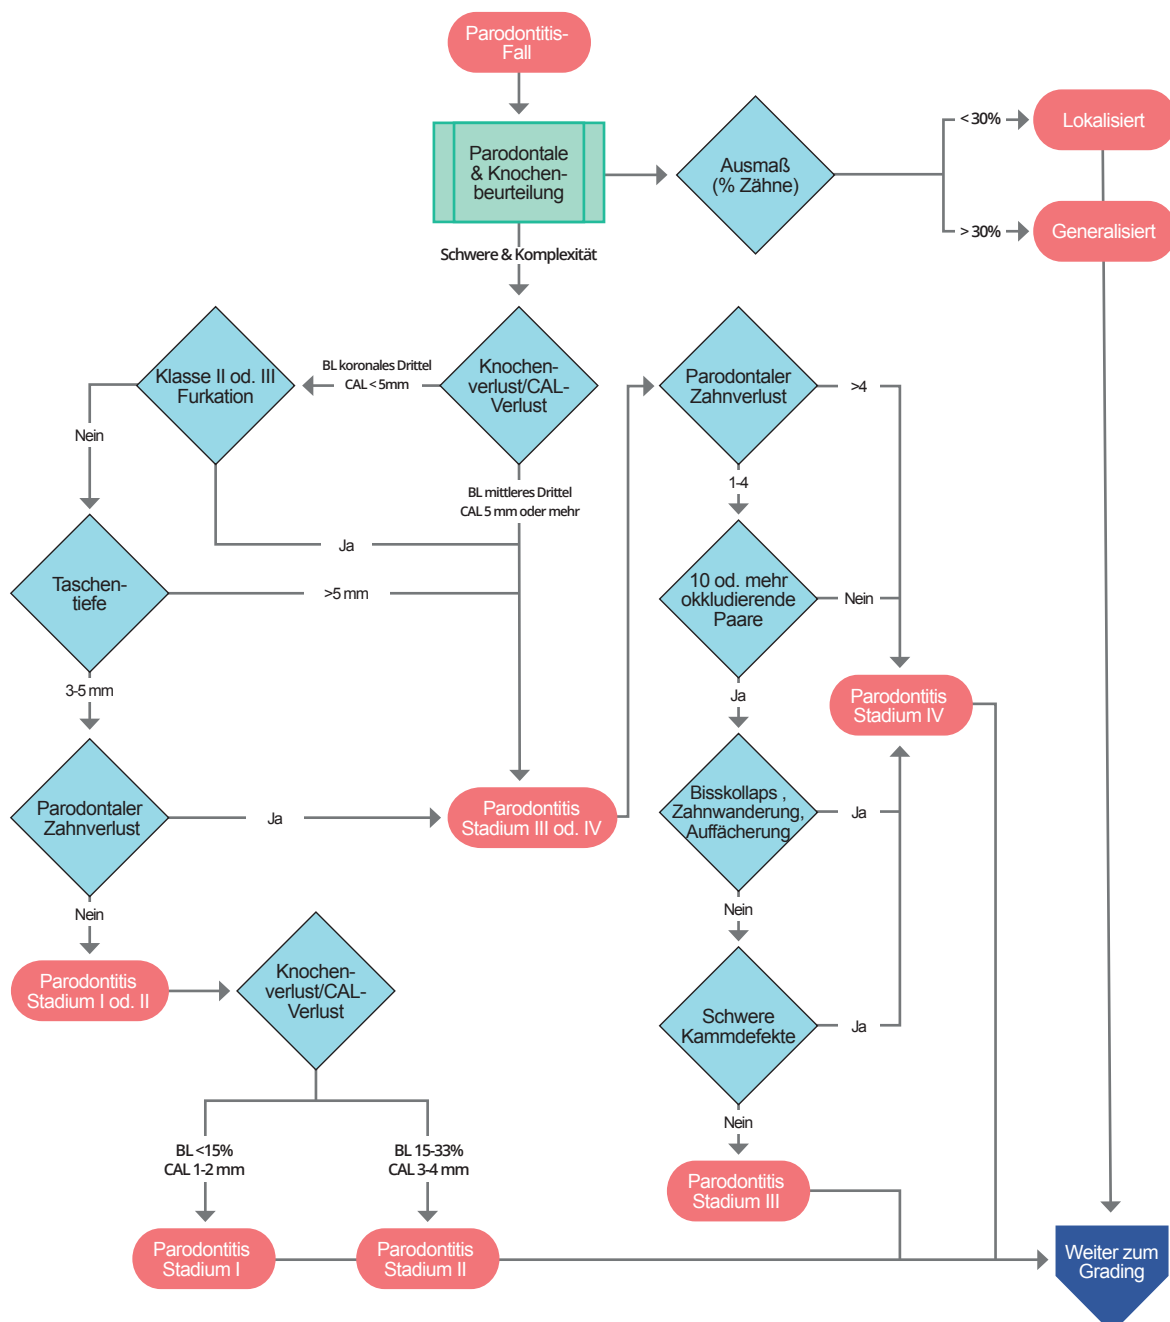 Parodontitis-
Fall
Parodontale
& Knochen-
beurteilung
Ausmaß
(% Zähne)
< 30%
Lokalisiert
> 30%
Generalisiert
Schwere & Komplexität
Klasse II od. III
Furkation
BL koronales Drittel
CAL < 5mm
Knochen-
verlust/CAL-
Verlust
Parodontaler
Zahnverlust
>4
Nein
BL mittleres Drittel
CAL 5 mm oder mehr
1-4
Ja
Taschen-
tiefe
>5 mm
10 od. mehr
okkludierende
Paare
Nein
3-5 mm
Ja
Parodontitis
Stadium IV
Parodontaler
Zahnverlust
Ja
Parodontitis
Stadium III od. IV
Bisskollaps ,
Zahnwanderung,
Auffächerung
Ja
Nein
Nein
Parodontitis
Stadium I od. II
Knochen-
verlust/CAL-
Verlust
Schwere
Kammdefekte
Ja
Nein
BL <15%
CAL 1-2 mm
BL 15-33%
CAL 3-4 mm
Parodontitis
Stadium III
Parodontitis
Stadium I
Parodontitis
Stadium II
Weiter zum
Grading